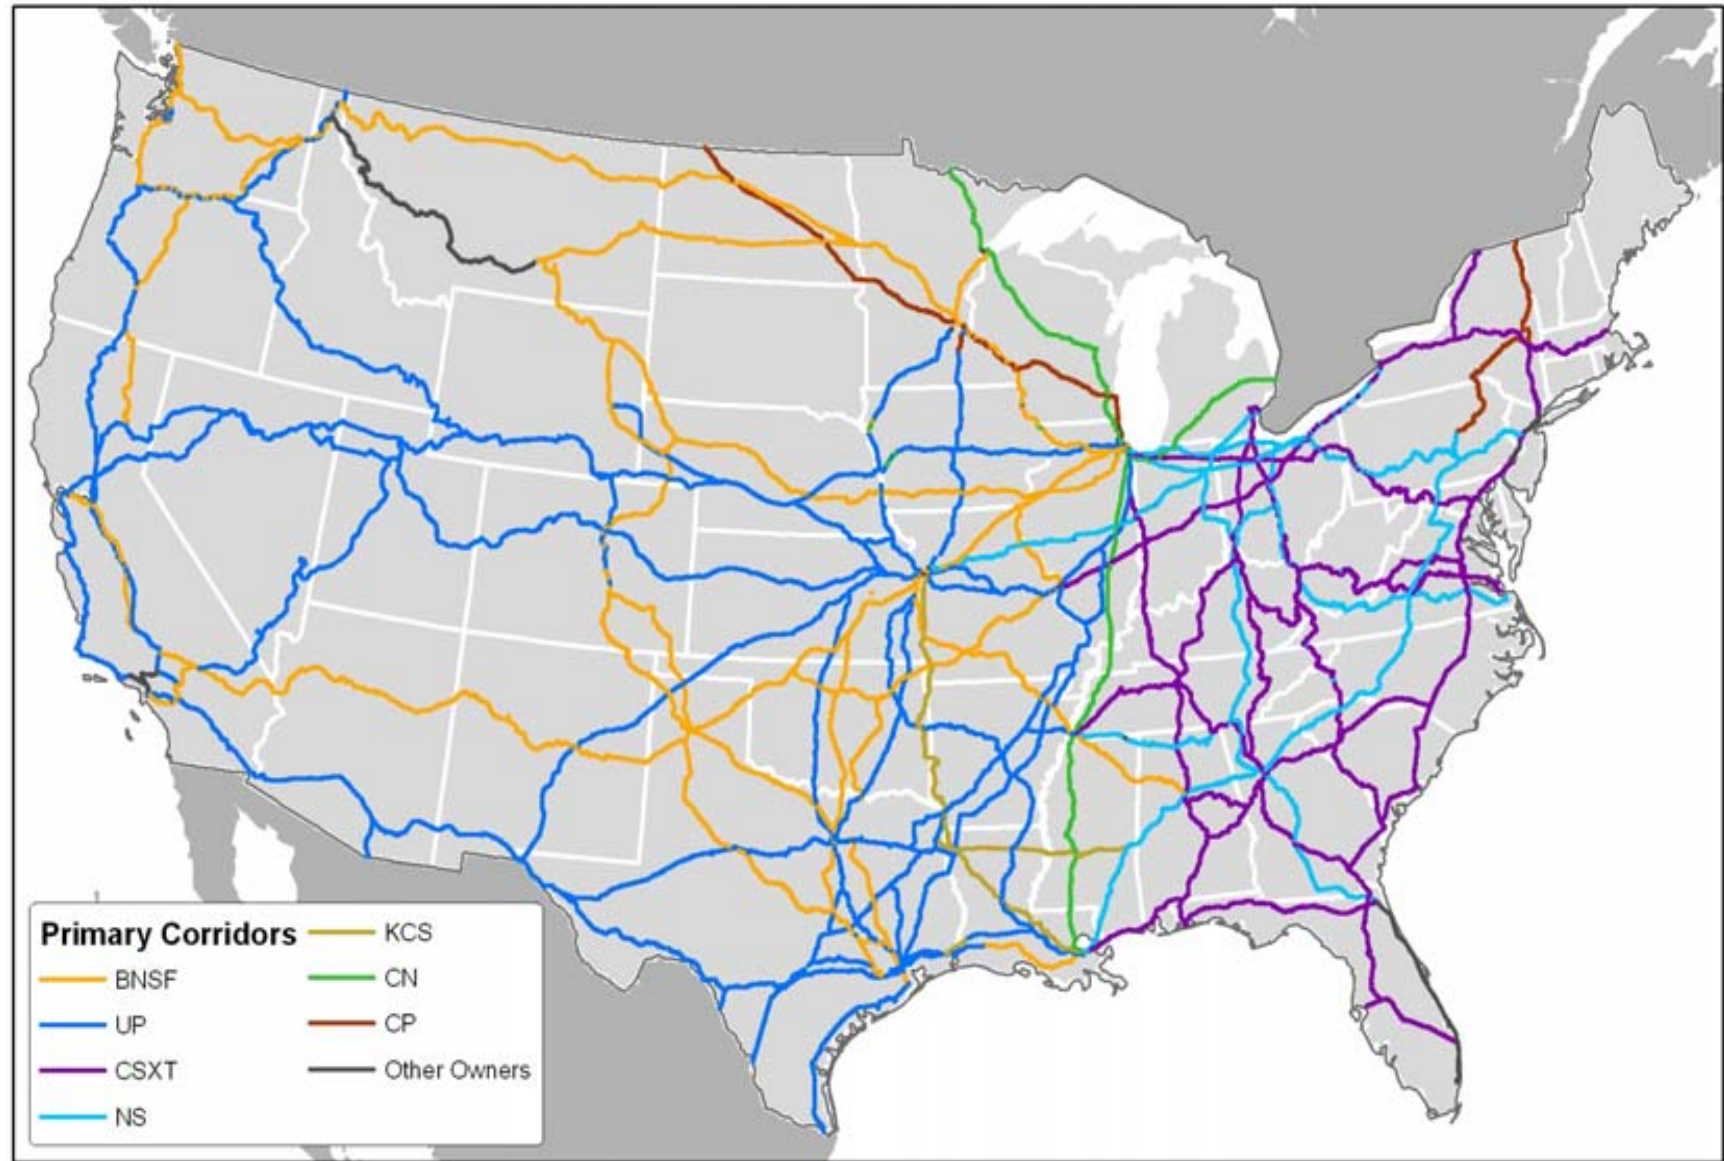 Primary Corridors
BNSF
UP
CSXT
NS
KCS
CN
CP
Other Owners